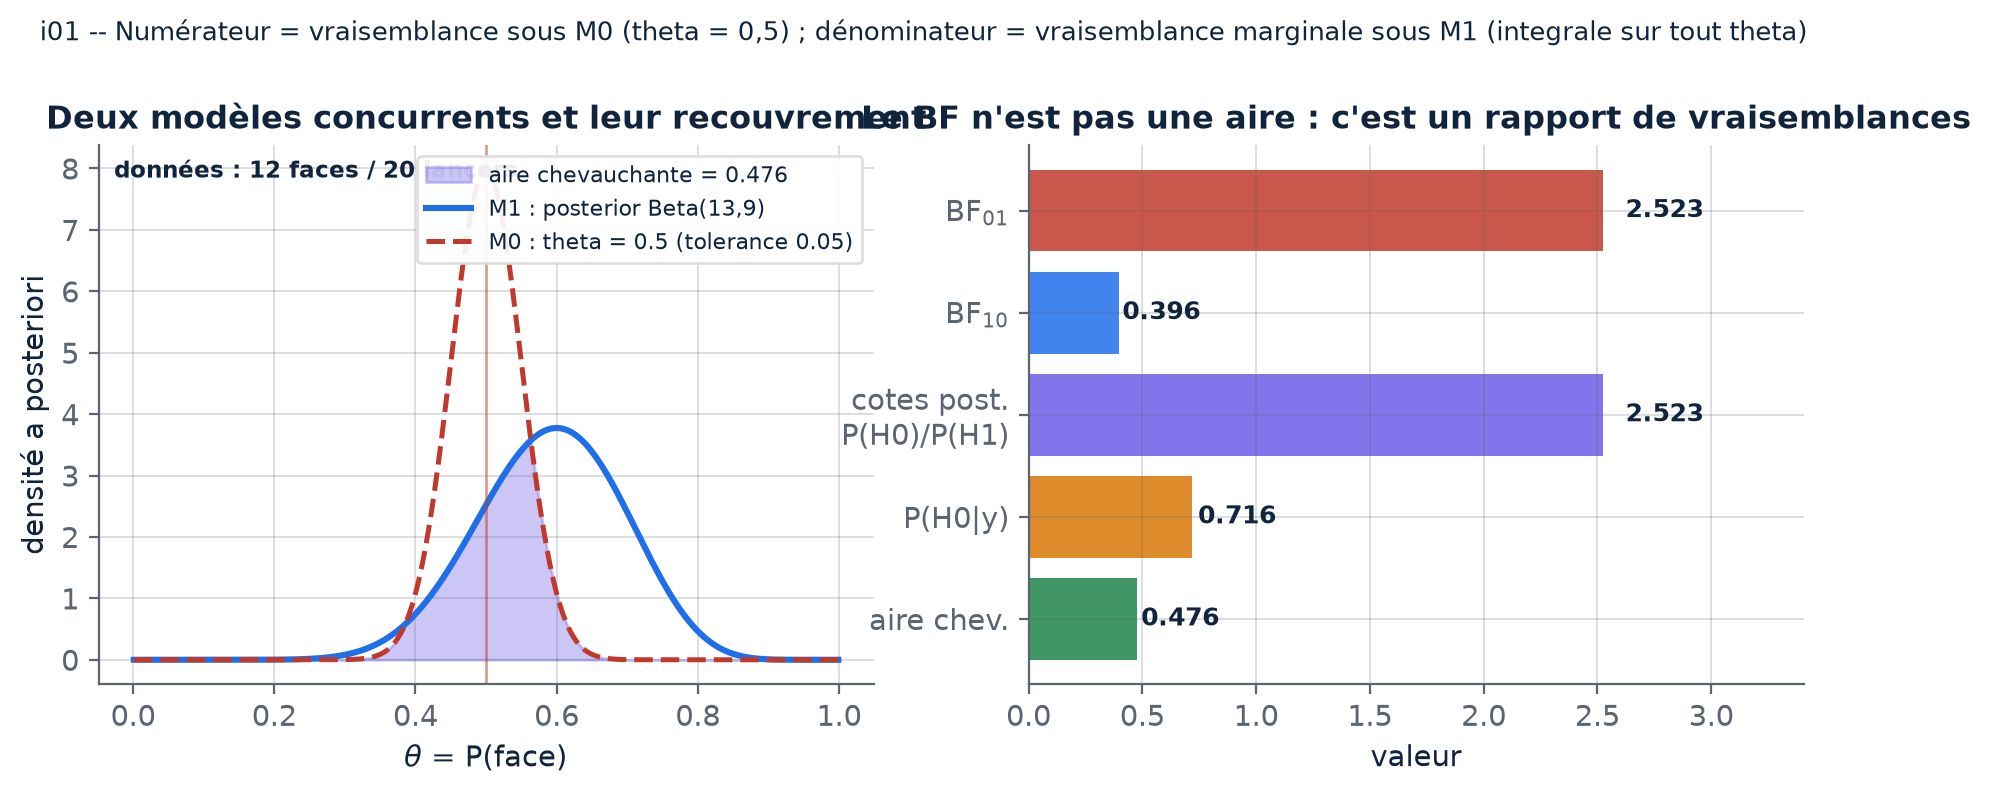 i01 -- Numérateur = vraisemblance sous M0 (theta = 0,5) ; dénominateur = vraisemblance marginale sous M1 (integrale sur tout theta)
Deux modèles concurrents et leur recouvrement
Le BF n'est pas une aire : c'est un rapport de vraisemblances
données : 12 faces / 20 lancers
aire chevauchante = 0.476
M1 : posterior Beta(13,9)
M0 : theta = 0.5 (tolerance 0.05)
densité a posteriori
8
7
6
5
4
3
2
1
0
0.0 0.2 0.4 0.6 0.8 1.0
θ = P(face)
BF01 2.523
BF10 0.396
cotes post.
P(H0)/P(H1) 2.523
P(H0|y) 0.716
aire chev. 0.476
0.0 0.5 1.0 1.5 2.0 2.5 3.0
valeur